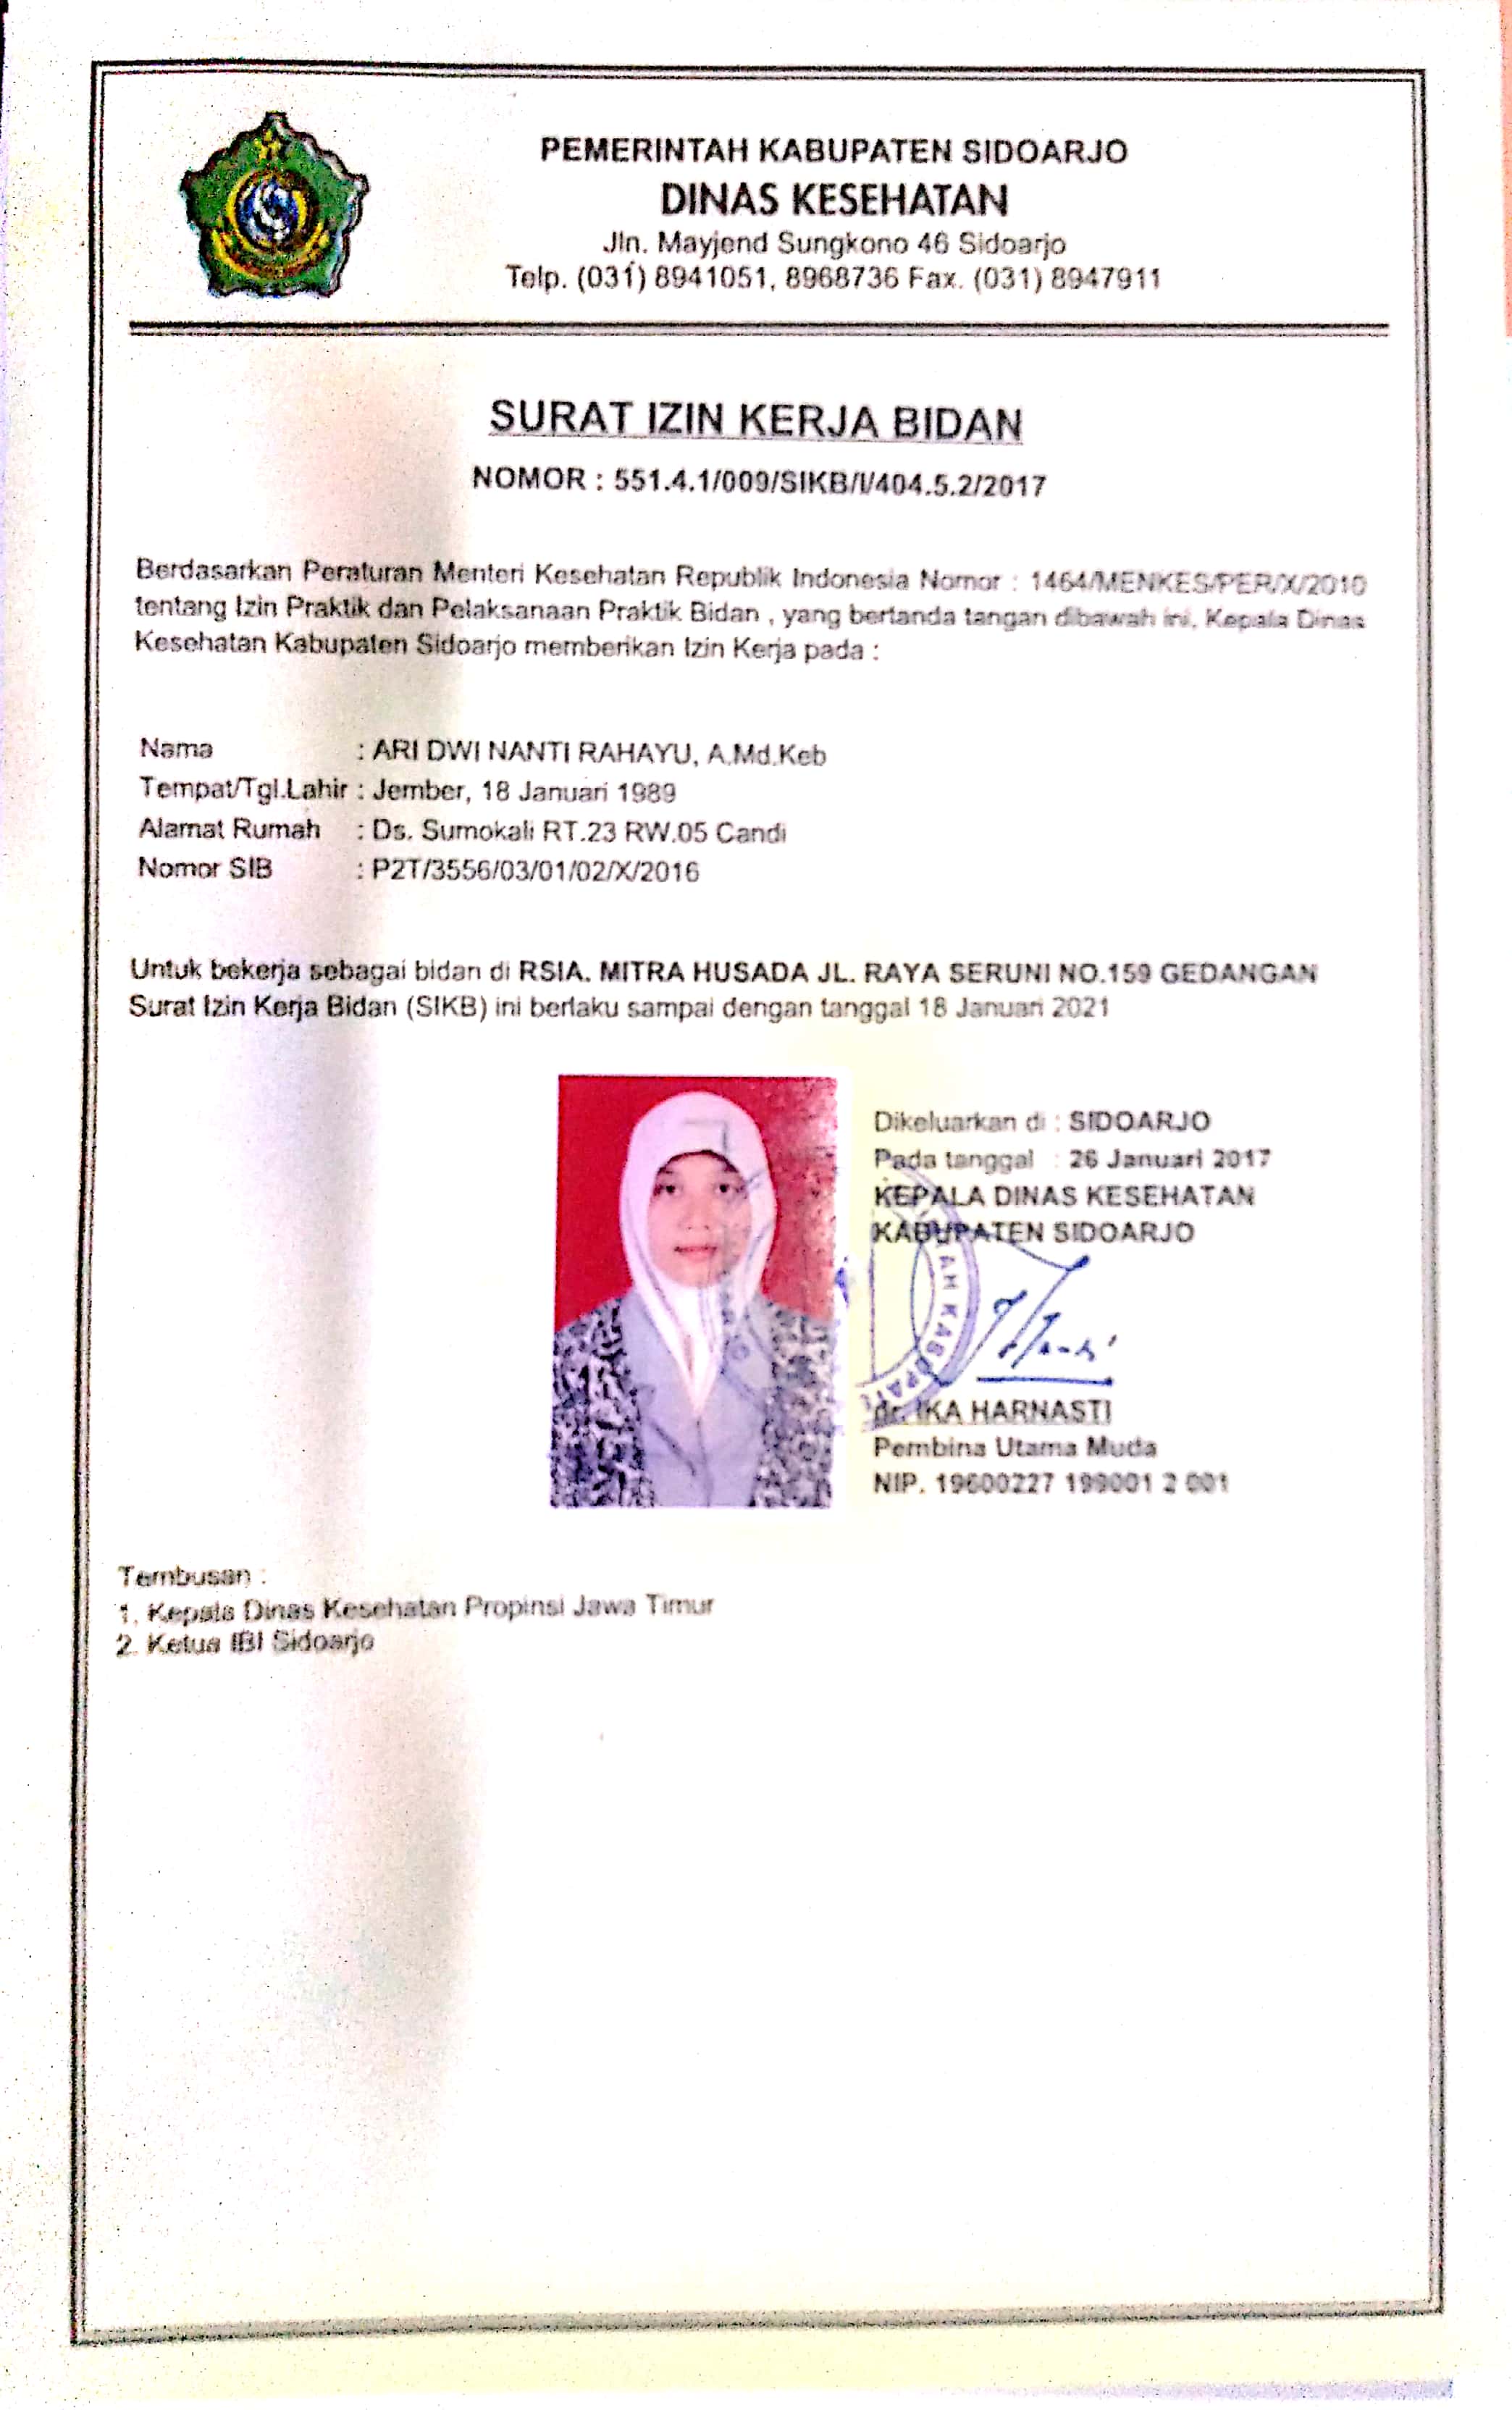 PEMERINTAH KABUPATEN SIDOARJO
DINAS KESEHATAN
Jln. Mayjend Sungkono 46 Sidoarjo
Telp. (031) 8941051, 8968736 Fax. (031) 8947911
SURAT IZIN KERJA BIDAN
NOMOR : 551.4.1/009/SIKB/I/404.5.2/2017
Berdasarkan Peraturan Menteri Kesehatan Republik Indonesia Nomor : 1464/MENKES/PER/X/2010
tentang Izin Praktik dan Pelaksanaan Praktik Bidan , yang bertanda tangan dibawah ini, Kepala Dinas
Kesehatan Kabupaten Sidoarjo memberikan Izin Kerja pada :
Nama : ARI DWI NANTI RAHAYU, A.Md.Keb
Tempat/Tgl.Lahir : Jember, 18 Januari 1989
Alamat Rumah : Ds. Sumokali RT.23 RW.05 Candi
Nomor SIB : P2T/3556/03/01/02/X/2016
Untuk bekerja sebagai bidan di RSIA. MITRA HUSADA JL. RAYA SERUNI NO.159 GEDANGAN
Surat Izin Kerja Bidan (SIKB) ini berlaku sampai dengan tanggal 18 Januari 2021
Dikeluarkan di : SIDOARJO
Pada tanggal : 26 Januari 2017
KEPALA DINAS KESEHATAN
KABUPATEN SIDOARJO
AH KABUPAT
dr. IKA HARNASTI
Pembina Utama Muda
NIP. 19600227 199001 2 001
Tembusan :
1. Kepala Dinas Kesehatan Propinsi Jawa Timur
2. Ketua IBI Sidoarjo